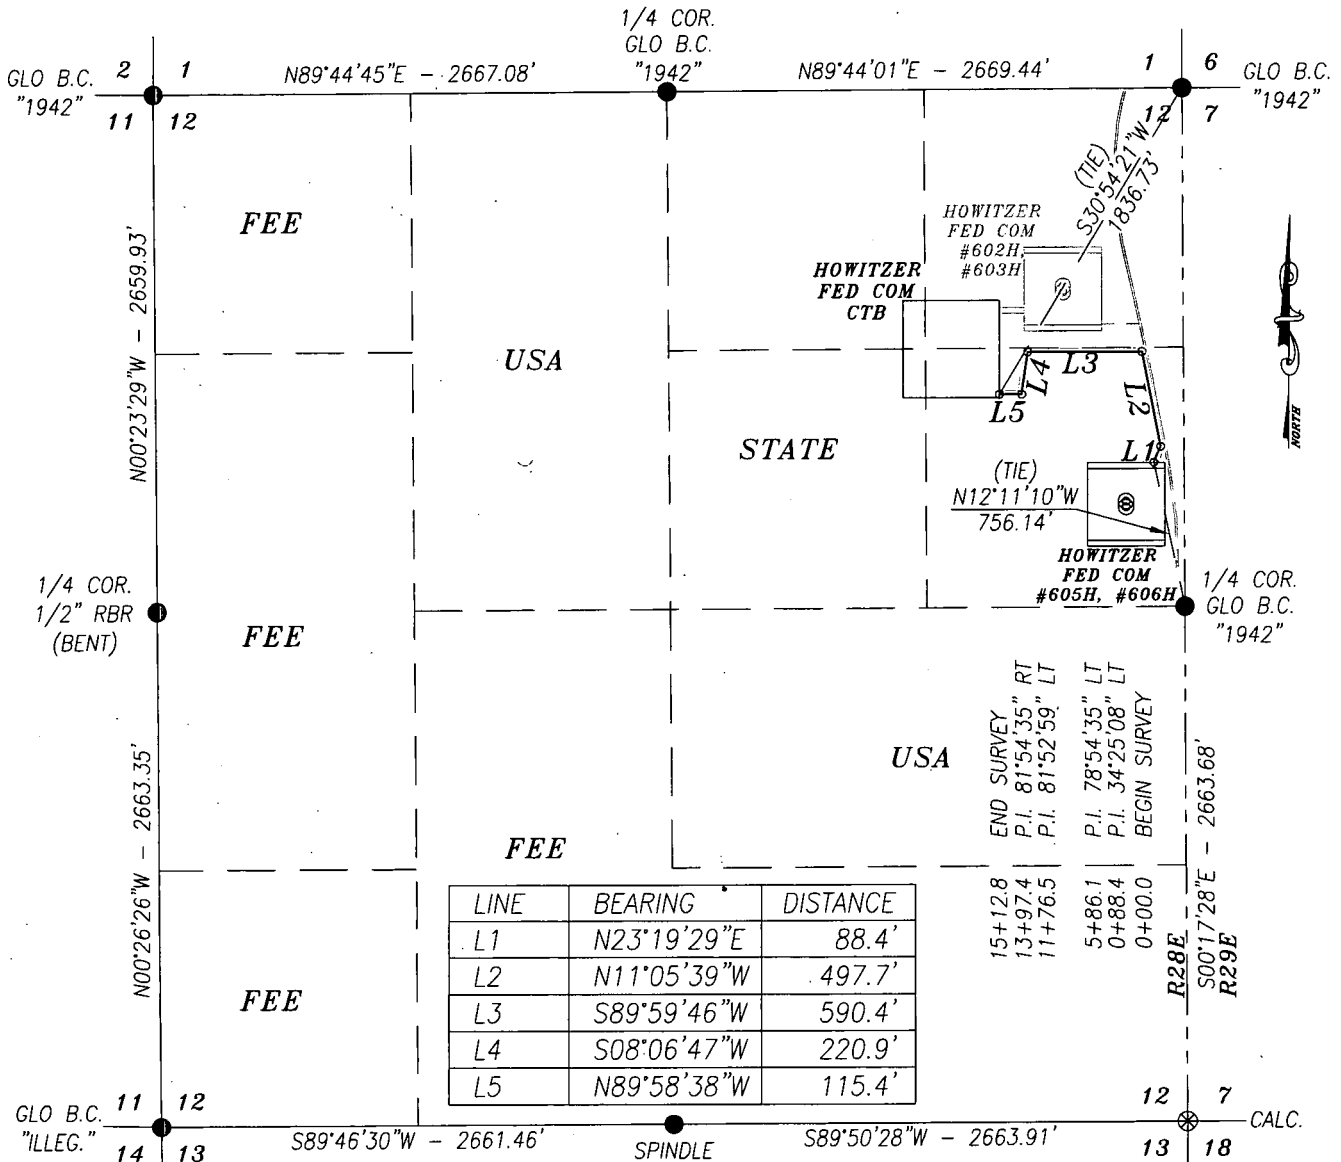 1/4 COR.
GLO B.C.
"1942"
GLO B.C.
"1942"
2 1
11 12
N89°44'45"E - 2667.08'
N89°44'01"E - 2669.44'
1 6
12 7
GLO B.C.
"1942"
(TIE)
S30°54'21"W
1836.73'
FEE
HOWITZER
FED COM
#602H,
#603H
HOWITZER
FED COM
CTB
NORTH
N00°23'29"W - 2659.93'
USA
L4
L3
L5
L2
L1
STATE
(TIE)
N12°11'10"W
756.14'
HOWITZER
FED COM
#605H, #606H
1/4 COR.
1/2" RBR
(BENT)
1/4 COR.
GLO B.C.
"1942"
FEE
USA
15+12.8 END SURVEY
13+97.4 P.I. 81°54'35" RT
11+76.5 P.I. 81°52'59" LT
5+86.1 P.I. 78°54'35" LT
0+88.4 P.I. 34°25'08" LT
0+00.0 BEGIN SURVEY
N00°26'26"W - 2663.35'
FEE
R28E
S00°17'28"E - 2663.68'
R29E
FEE
LINE BEARING DISTANCE
L1 N23°19'29"E 88.4'
L2 N11°05'39"W 497.7'
L3 S89°59'46"W 590.4'
L4 S08°06'47"W 220.9'
L5 N89°58'38"W 115.4'
GLO B.C.
"ILLEG."
11 12
14 13
S89°46'30"W - 2661.46'
SPINDLE
S89°50'28"W - 2663.91'
12 7
13 18
CALC.